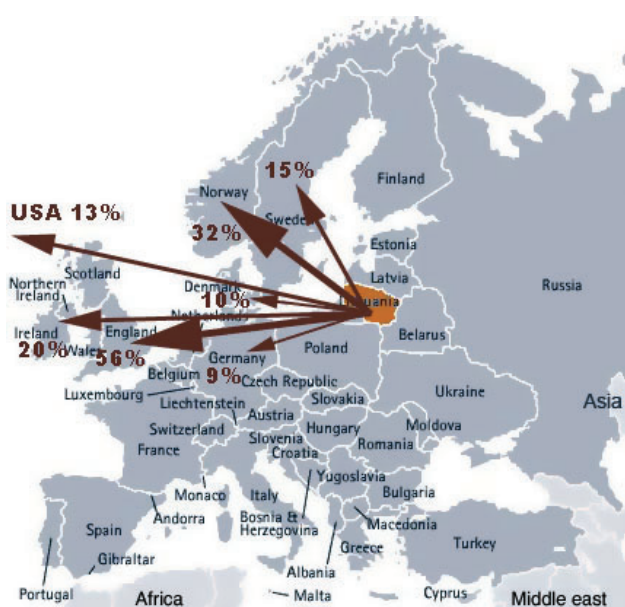 15%
Norway
Finland
USA 13%
Sweden
32%
Estonia
Scotland
Latvia
Russia
Northern
Ireland
Denmark
10%
Lithuania
Netherlands
Ireland
England
Belarus
20%
Wales
56%
Germany
Poland
Belgium
9%
Czech Republic
Luxembourg
Ukraine
Slovakia
Asia
Liechtenstein
Austria
Moldova
Switzerland
Hungary
Slovenia
Romania
France
Croatia
Yugoslavia
Monaco
Italy
Bulgaria
Andorra
Bosnia &
Herzegovina
Macedonia
Spain
Turkey
Greece
Gibraltar
Albania
Portugal
Cyprus
Malta
Africa
Middle east